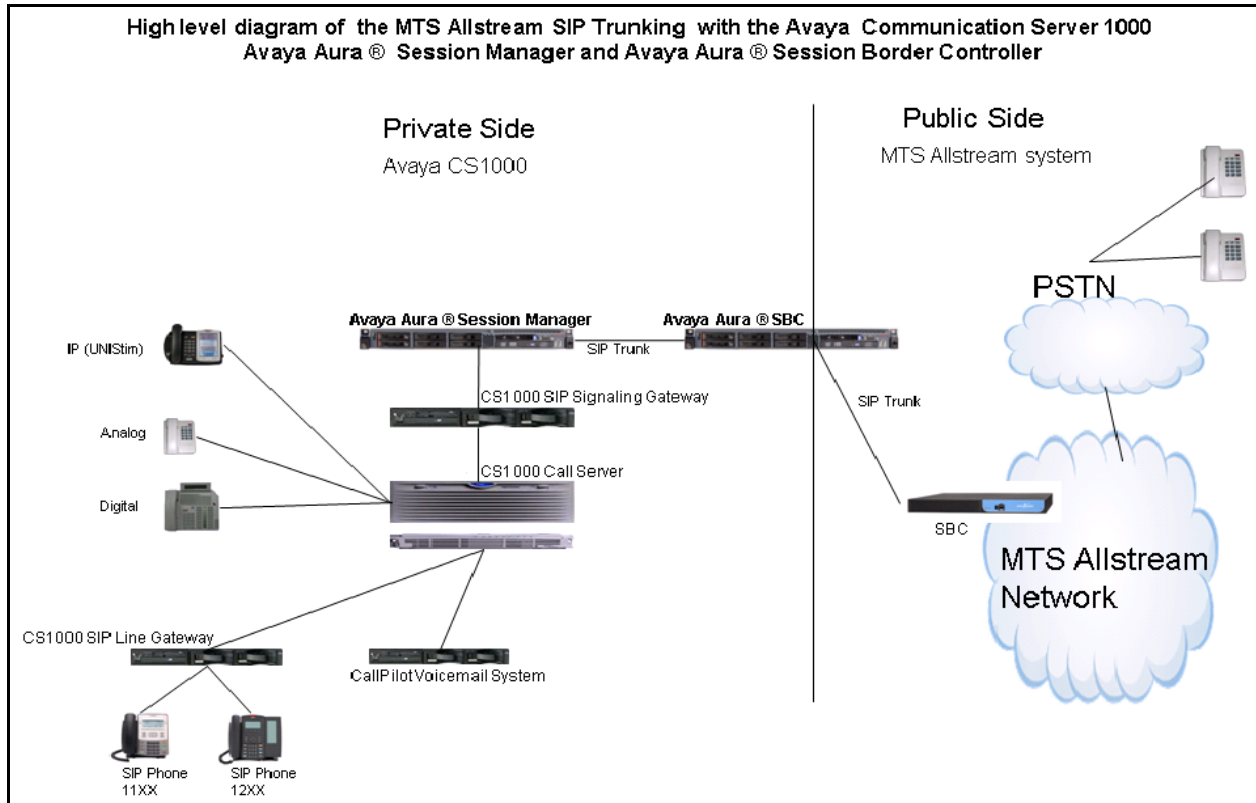 High level diagram of the MTS Allstream SIP Trunking with the Avaya Communication Server 1000
Avaya Aura ® Session Manager and Avaya Aura ® Session Border Controller
Private Side
Avaya CS1000
Public Side
MTS Allstream system
PSTN
Avaya Aura ® Session Manager
Avaya Aura ® SBC
SIP Trunk
IP (UNIStim)
CS1000 SIP Signaling Gateway
SIP Trunk
Analog
CS1000 Call Server
Digital
SBC
MTS Allstream
Network
CS1000 SIP Line Gateway
CallPilot Voicemail System
SIP Phone
11XX
SIP Phone
12XX